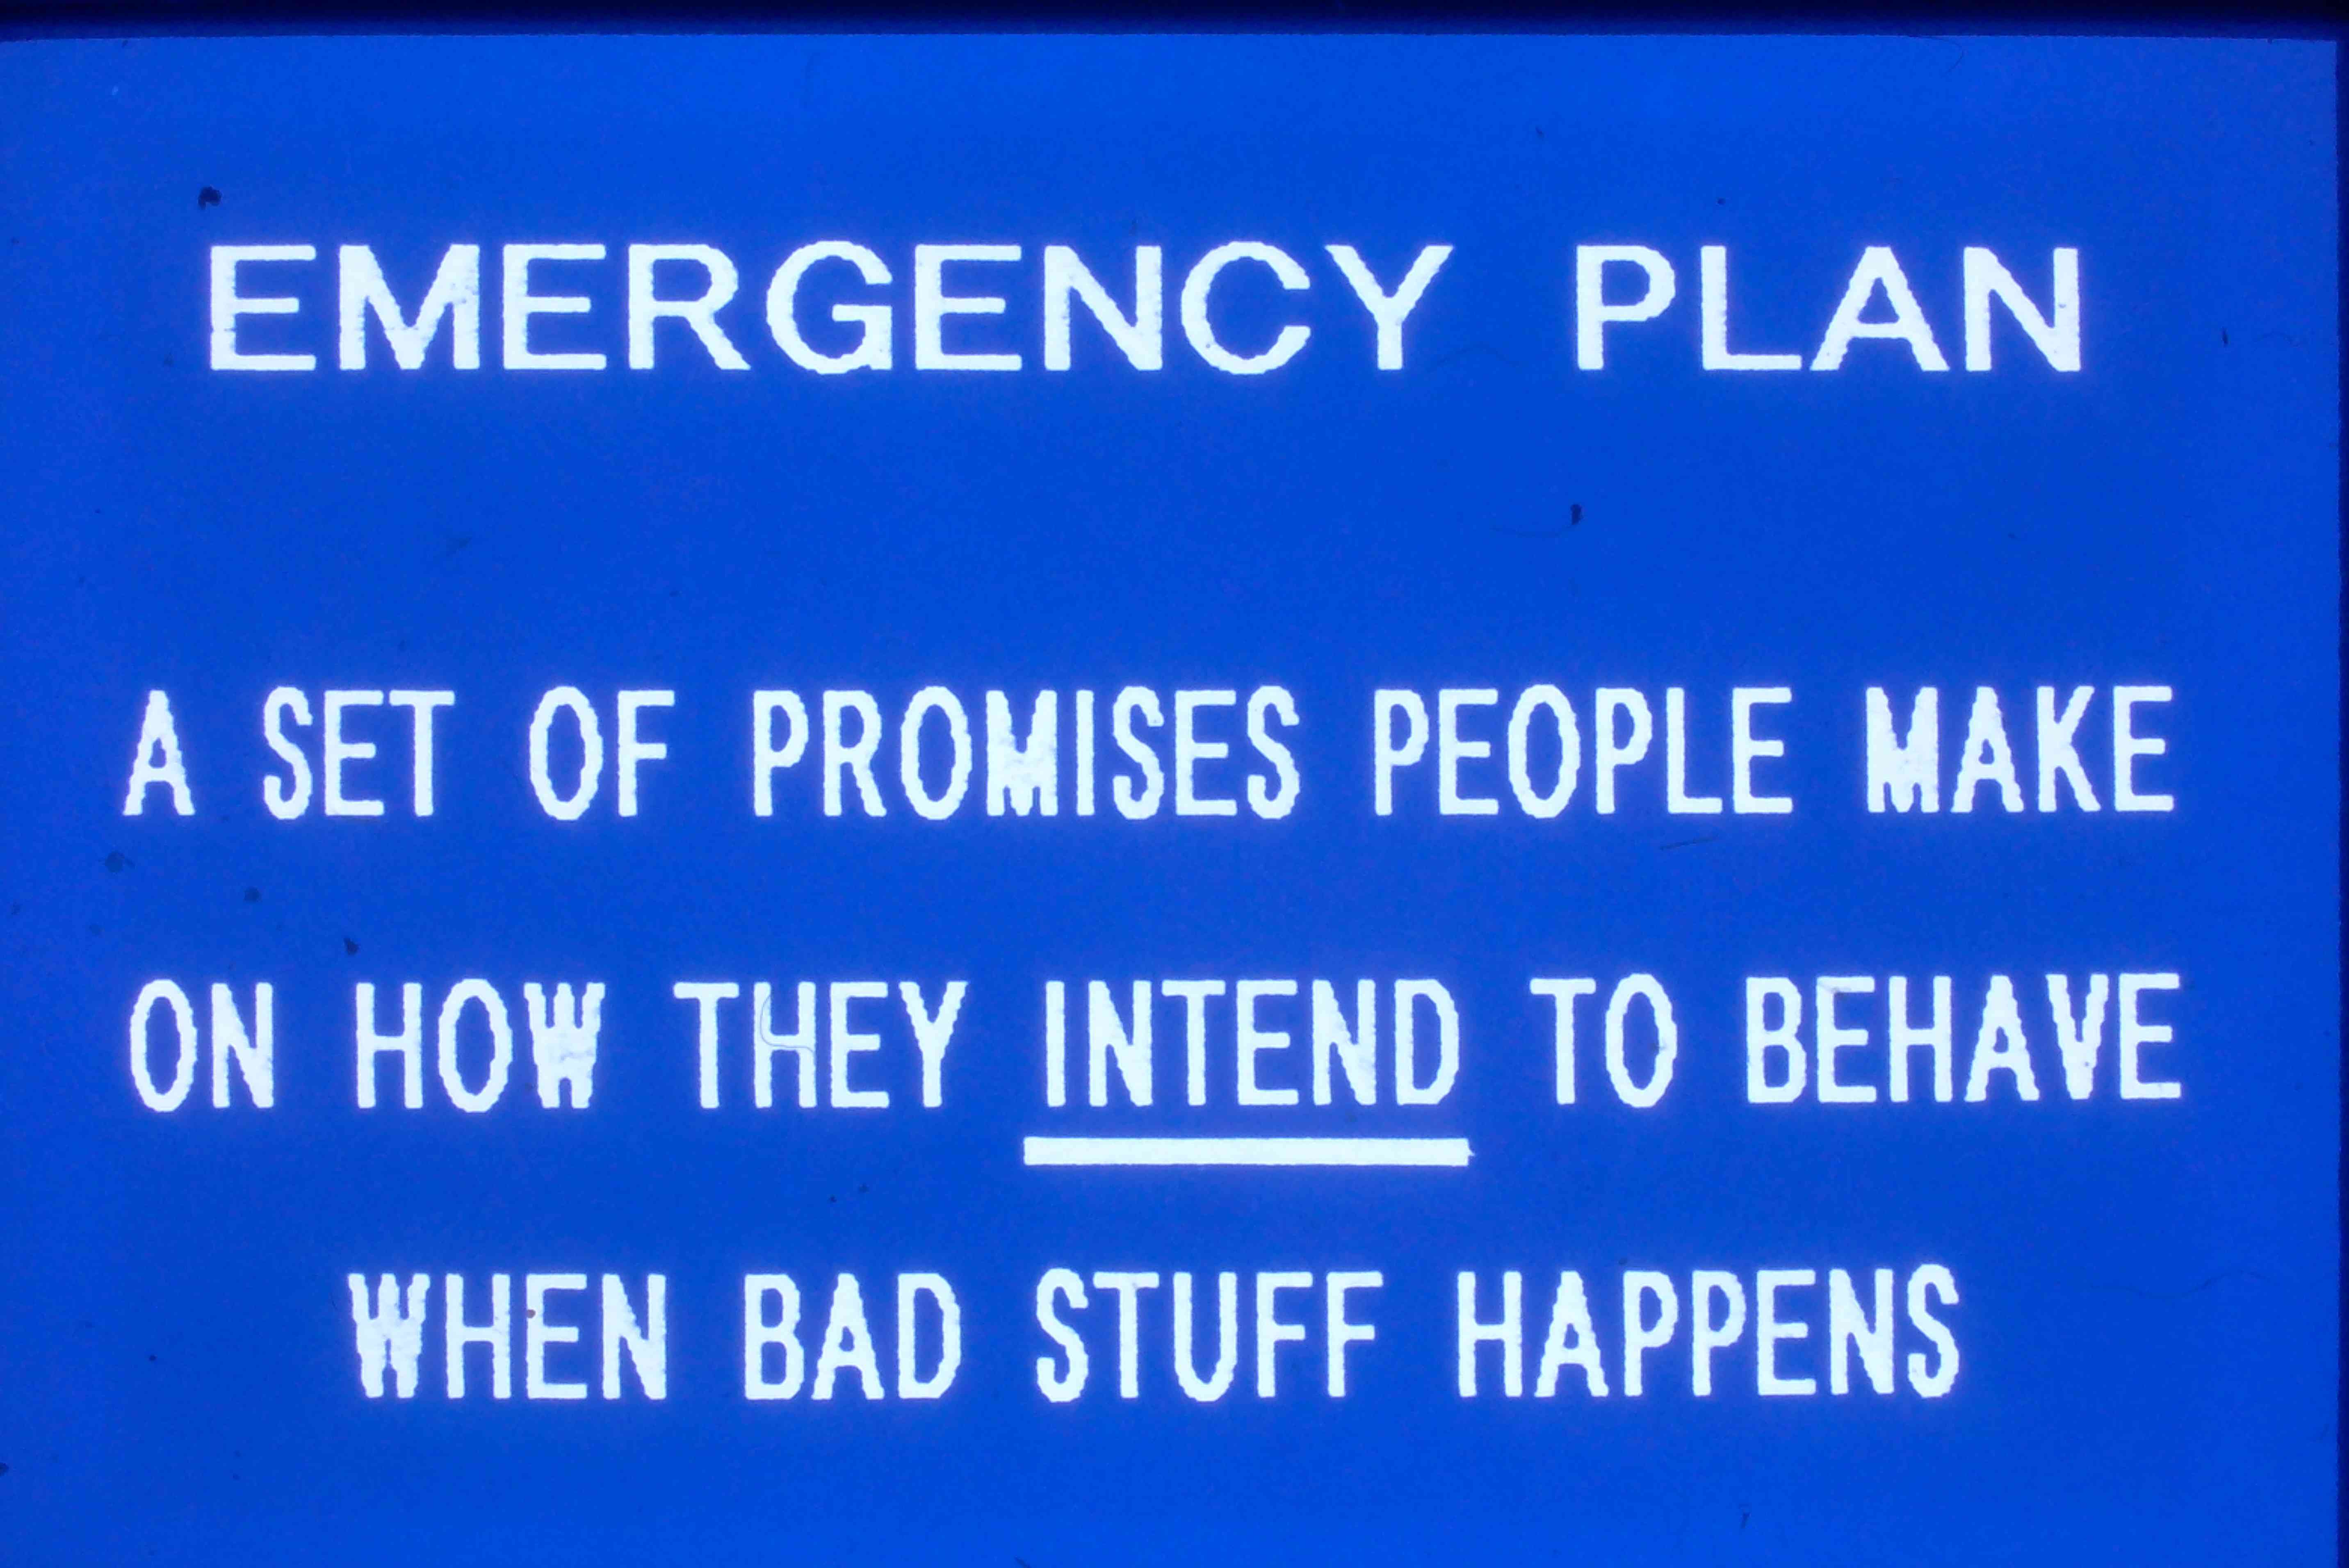 EMERGENCY PLAN
A SET OF PROMISES PEOPLE MAKE
ON HOW THEY INTEND TO BEHAVE
WHEN BAD STUFF HAPPENS